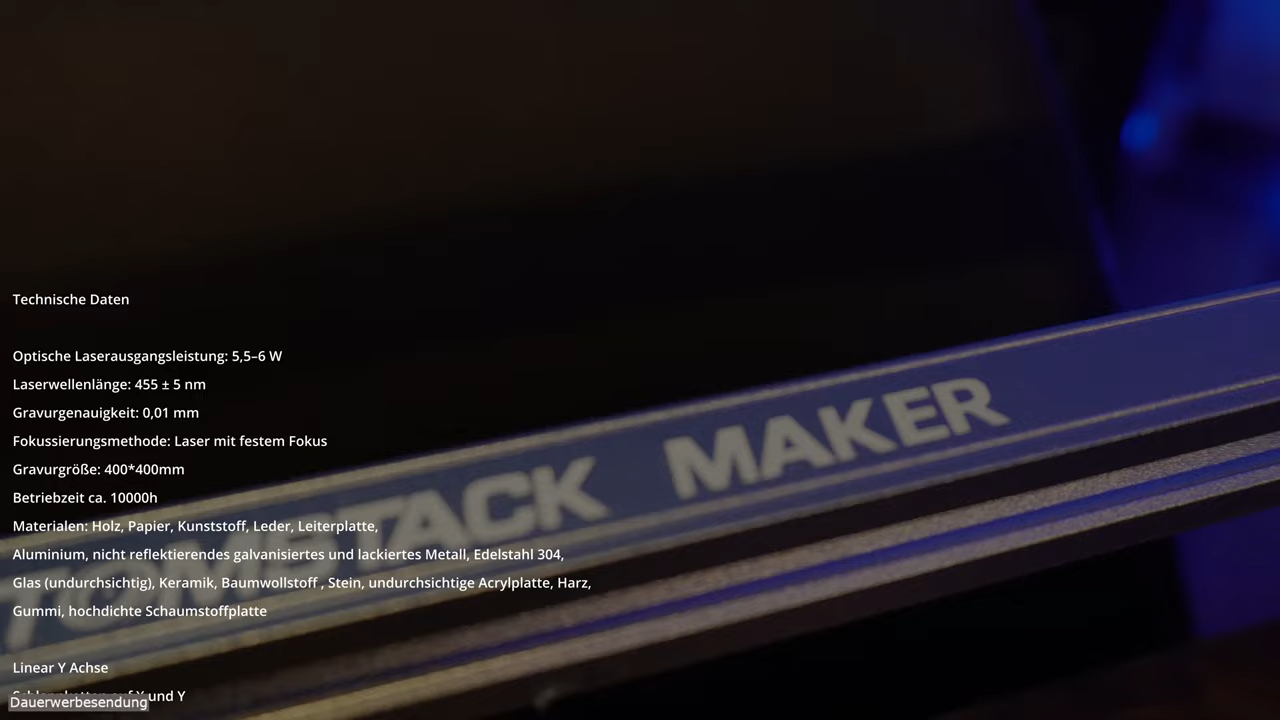 Technische Daten
Optische Laserausgangsleistung: 5,5–6 W
Laserwellenlänge: 455 ± 5 nm
Gravurgenauigkeit: 0,01 mm
Fokussierungsmethode: Laser mit festem Fokus
Gravurgröße: 400*400mm
Betriebzeit ca. 10000h
Materialen: Holz, Papier, Kunststoff, Leder, Leiterplatte,
Aluminium, nicht reflektierendes galvanisiertes und lackiertes Metall, Edelstahl 304,
Glas (undurchsichtig), Keramik, Baumwollstoff , Stein, undurchsichtige Acrylplatte, Harz,
Gummi, hochdichte Schaumstoffplatte
Linear Y Achse
auf X und Y
Dauerwerbesendung
MAKER